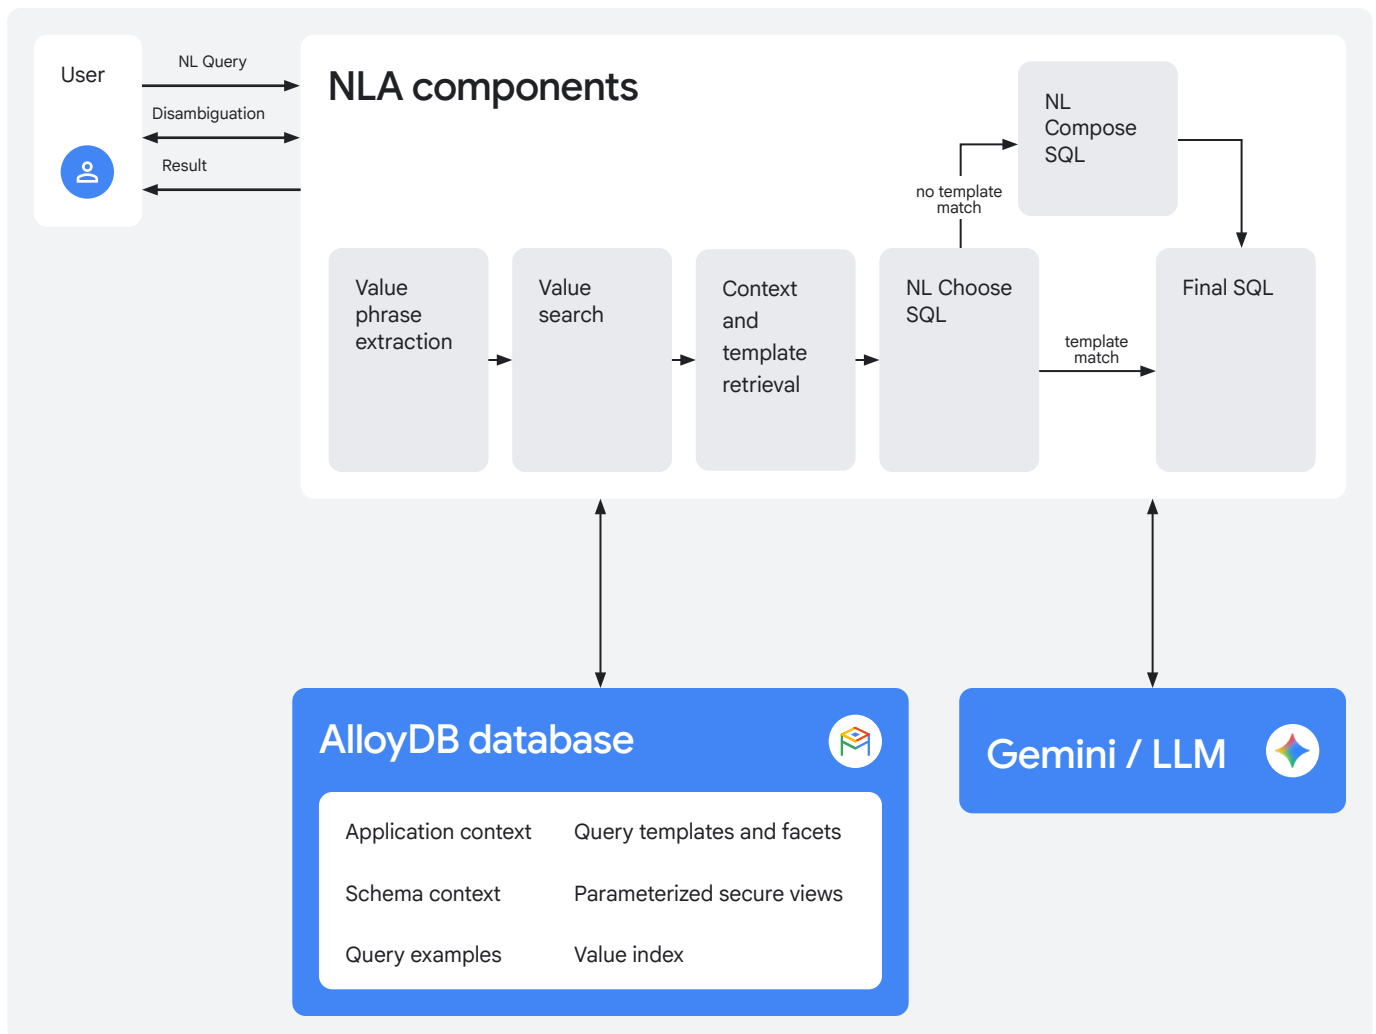 User
NL Query
Disambiguation
Result
NLA components
NL
Compose
SQL
no template
match
Value
phrase
extraction
Value
search
Context
and
template
retrieval
NL Choose
SQL
template
match
Final SQL
AlloyDB database
Application context
Query templates and facets
Schema context
Parameterized secure views
Query examples
Value index
Gemini / LLM